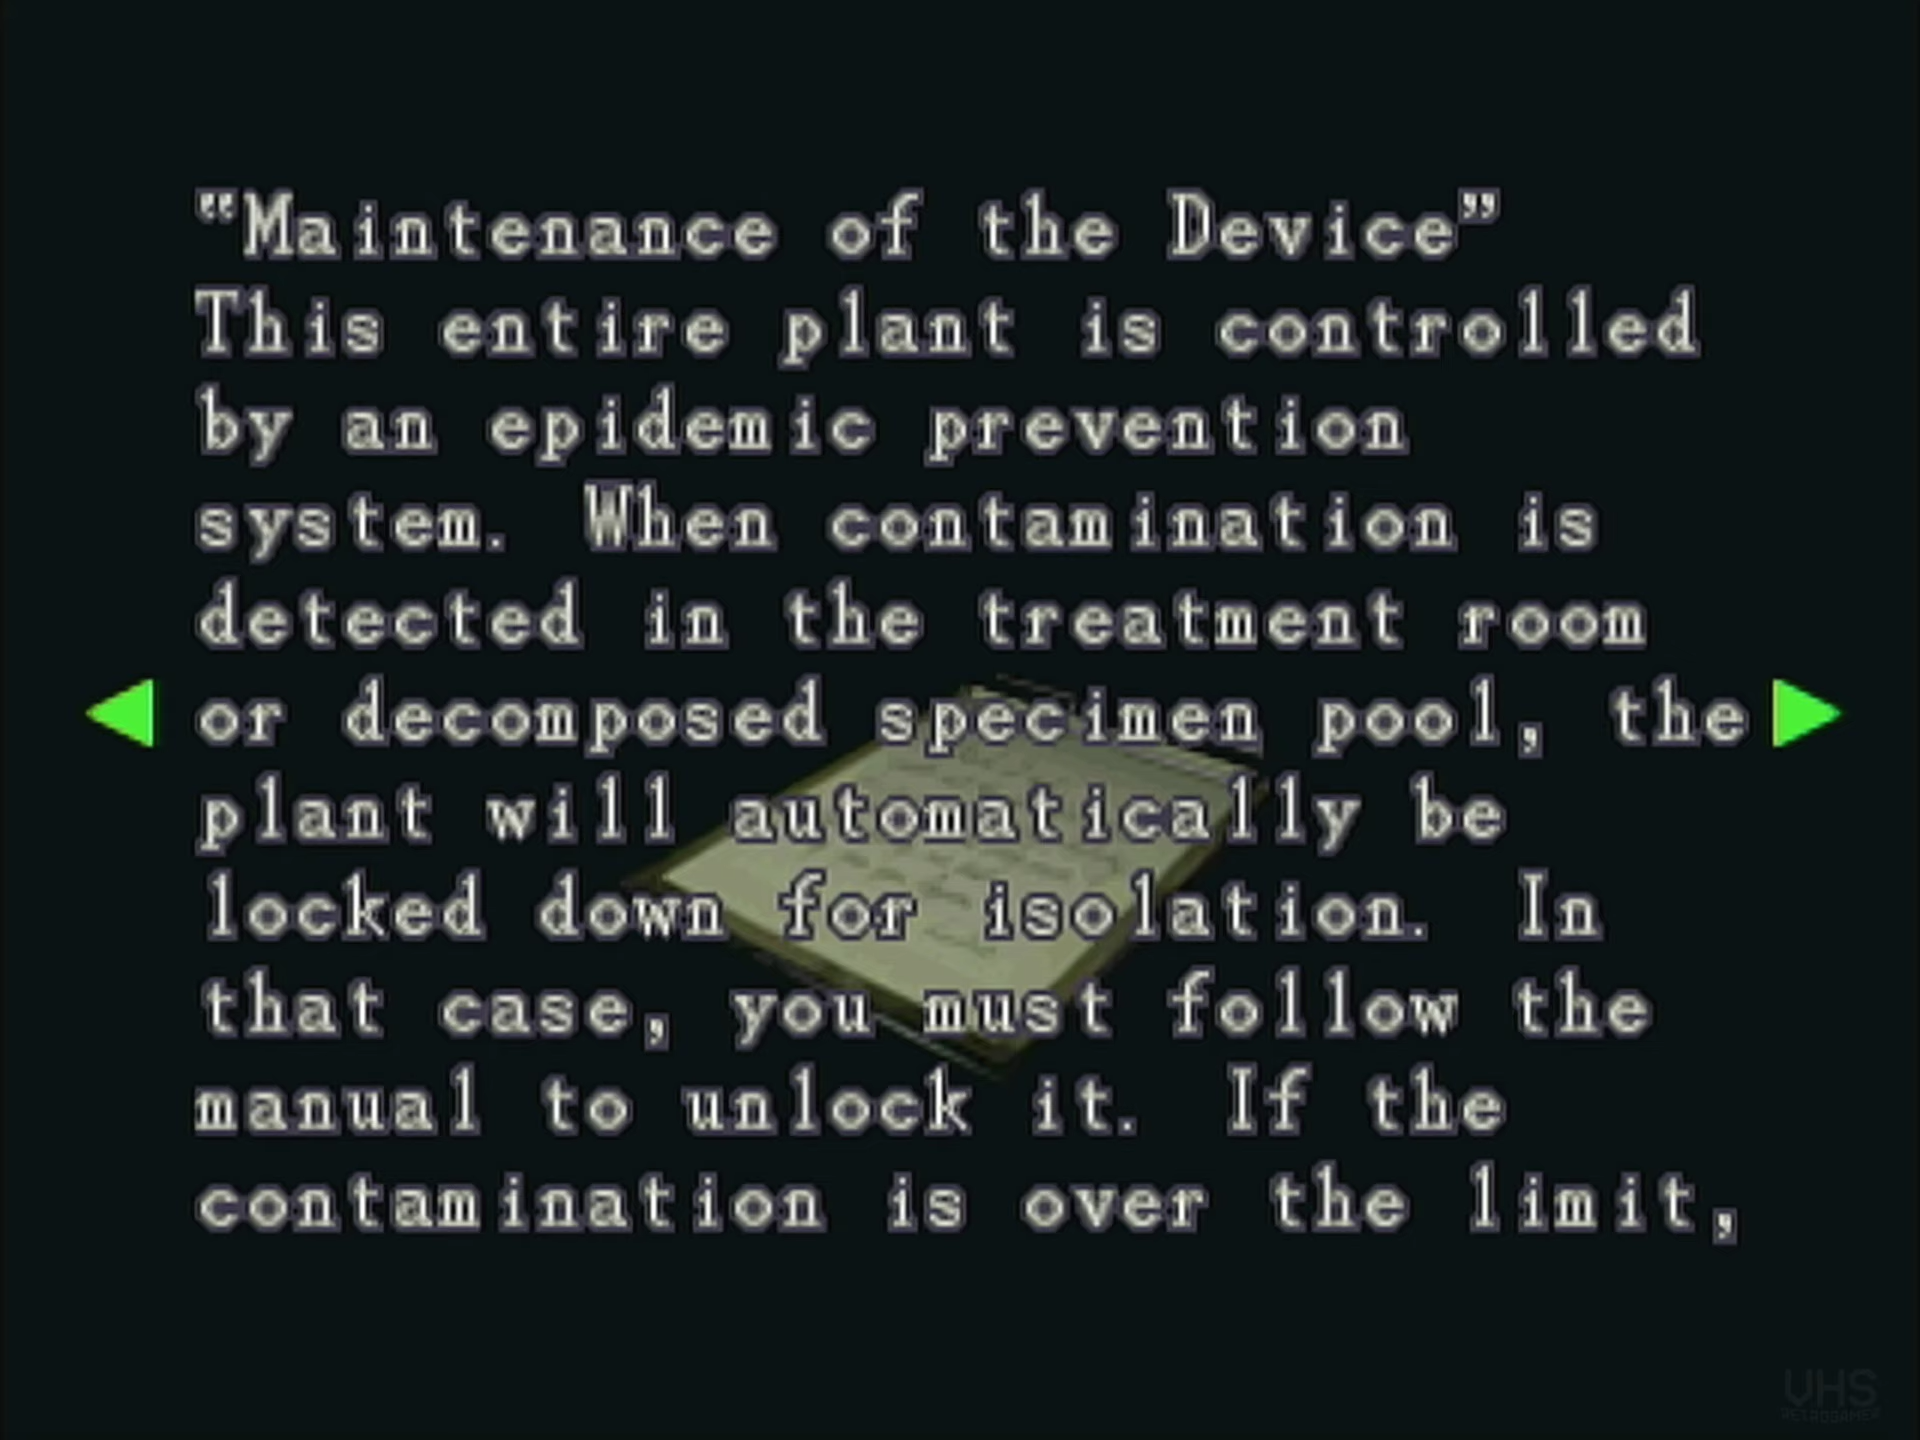 “Maintenance of the Device”
This entire plant is controlled
by an epidemic prevention
system. When contamination is
detected in the treatment room
or decomposed specimen pool, the
plant will automatically be
locked down for isolation. In
that case, you must follow the
manual to unlock it. If the
contamination is over the limit,
VHS
RETROGAMER